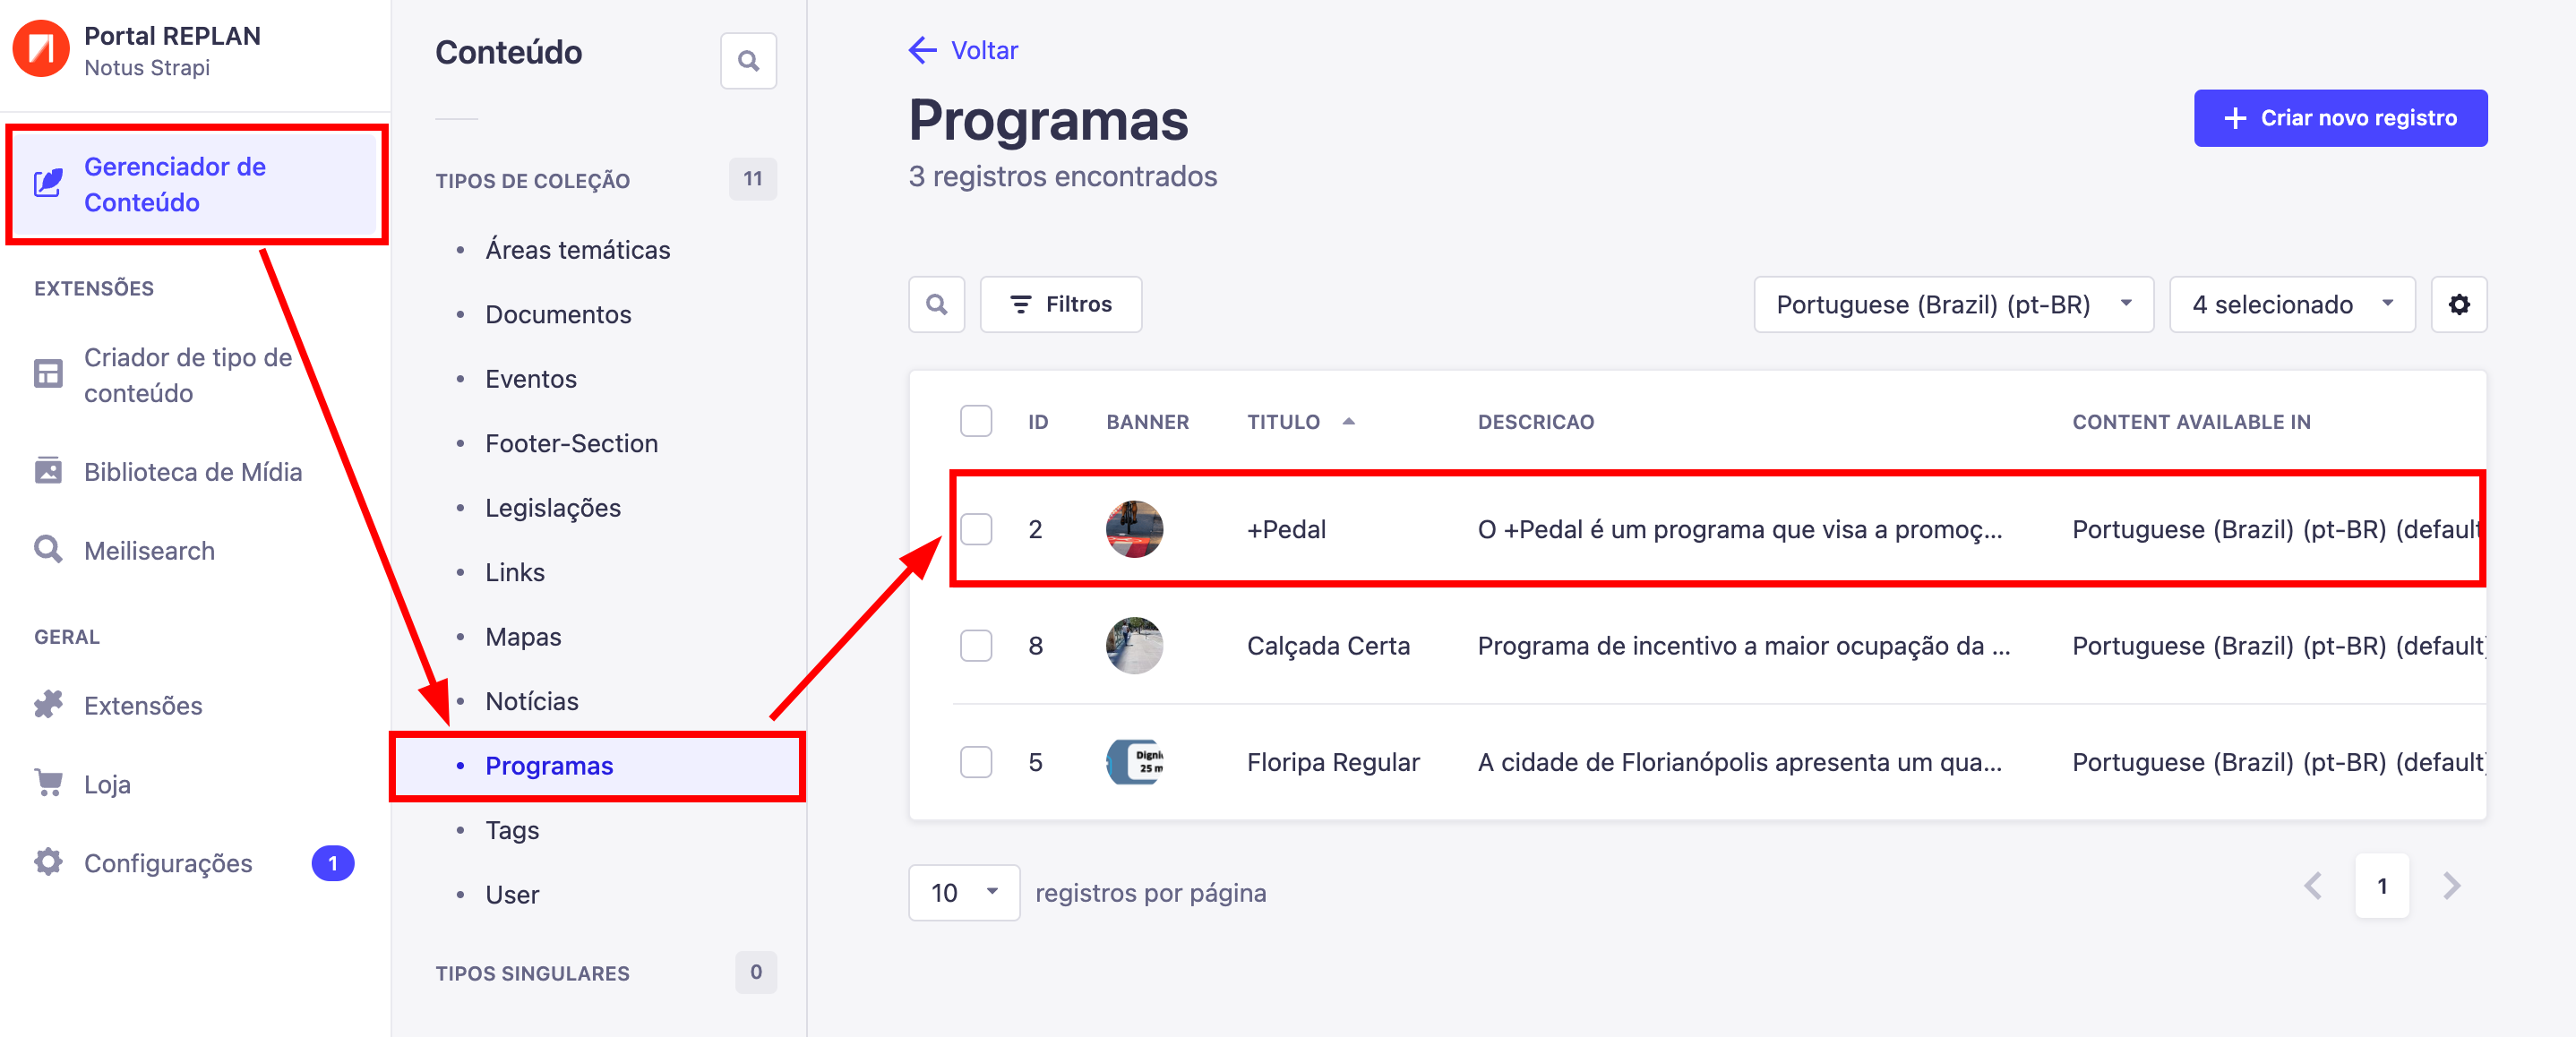 Portal REPLAN
Notus Strapi
Gerenciador de
Conteúdo
EXTENSÕES
Criador de tipo de
conteúdo
Biblioteca de Mídia
Meilisearch
GERAL
Extensões
Loja
Configurações 1
Conteúdo
TIPOS DE COLEÇÃO 11
Áreas temáticas
Documentos
Eventos
Footer-Section
Legislações
Links
Mapas
Notícias
Programas
Tags
User
TIPOS SINGULARES 0
Voltar
Programas
3 registros encontrados
Criar novo registro
Filtros
Portuguese (Brazil) (pt-BR)
4 selecionado
ID BANNER TITULO DESCRICAO CONTENT AVAILABLE IN
2 +Pedal O +Pedal é um programa que visa a promoç... Portuguese (Brazil) (pt-BR) (default
8 Calçada Certa Programa de incentivo a maior ocupação da ... Portuguese (Brazil) (pt-BR) (default)
5 Floripa Regular A cidade de Florianópolis apresenta um qua... Portuguese (Brazil) (pt-BR) (default)
10 registros por página
1